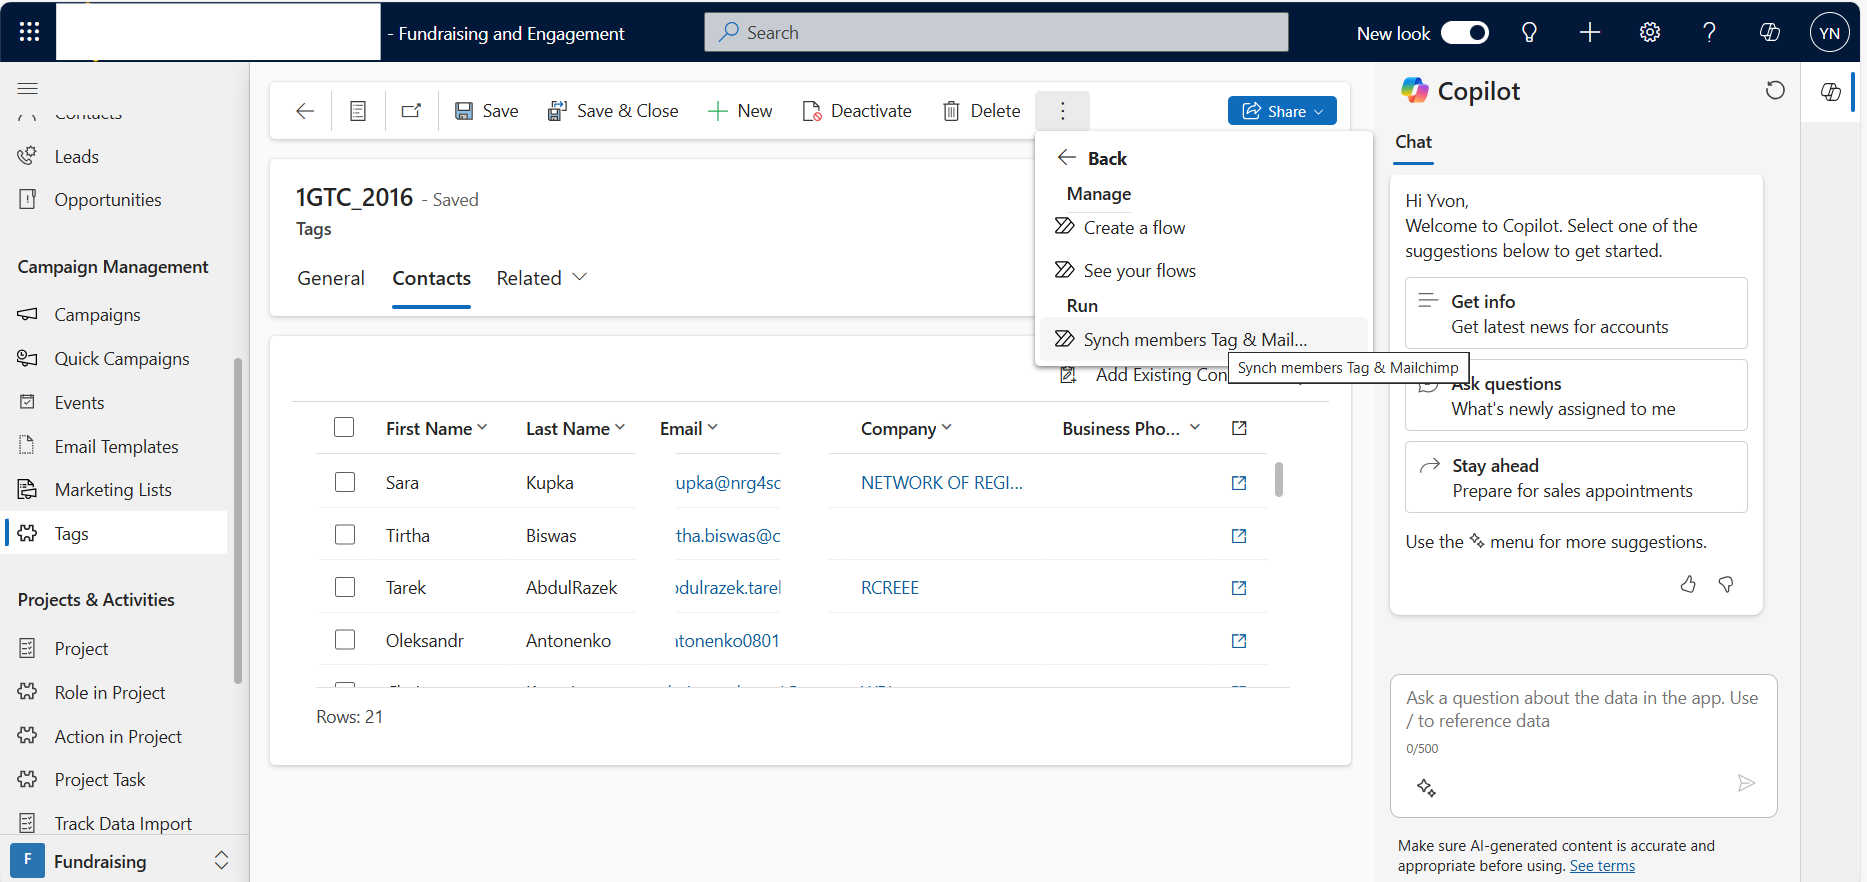 - Fundraising and Engagement
Search
New look
YN
Contacts
Leads
Opportunities
Campaign Management
Campaigns
Quick Campaigns
Events
Email Templates
Marketing Lists
Tags
Projects & Activities
Project
Role in Project
Action in Project
Project Task
Track Data Import
F Fundraising
Save
Save & Close
New
Deactivate
Delete
Share
1GTC_2016 - Saved
Tags
General
Contacts
Related
Back
Manage
Create a flow
See your flows
Run
Synch members Tag & Mail...
Synch members Tag & Mailchimp
Add Existing Con
First Name Last Name Email Company Business Pho...
Sara Kupka upka@nrg4sc NETWORK OF REGI...
Tirtha Biswas tha.biswas@c
Tarek AbdulRazek dulrazek.tarel RCREEE
Oleksandr Antonenko ntonenko0801
Rows: 21
Copilot
Chat
Hi Yvon,
Welcome to Copilot. Select one of the
suggestions below to get started.
Get info
Get latest news for accounts
Ask questions
What's newly assigned to me
Stay ahead
Prepare for sales appointments
Use the menu for more suggestions.
Ask a question about the data in the app. Use
/ to reference data
0/500
Make sure AI-generated content is accurate and
appropriate before using. See terms